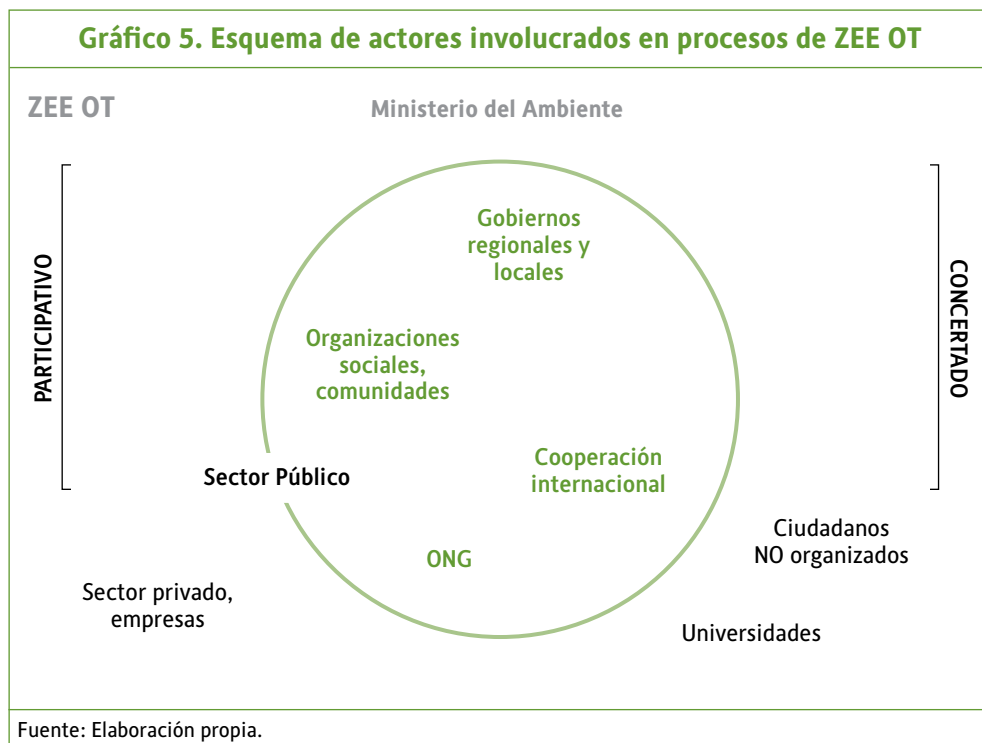 Gráfico 5. Esquema de actores involucrados en procesos de ZEE OT
ZEE OT
Ministerio del Ambiente
PARTICIPATIVO
Gobiernos
regionales y
locales
CONCERTADO
Organizaciones
sociales,
comunidades
Sector Público
Cooperación
internacional
ONG
Ciudadanos
NO organizados
Sector privado,
empresas
Universidades
Fuente: Elaboración propia.